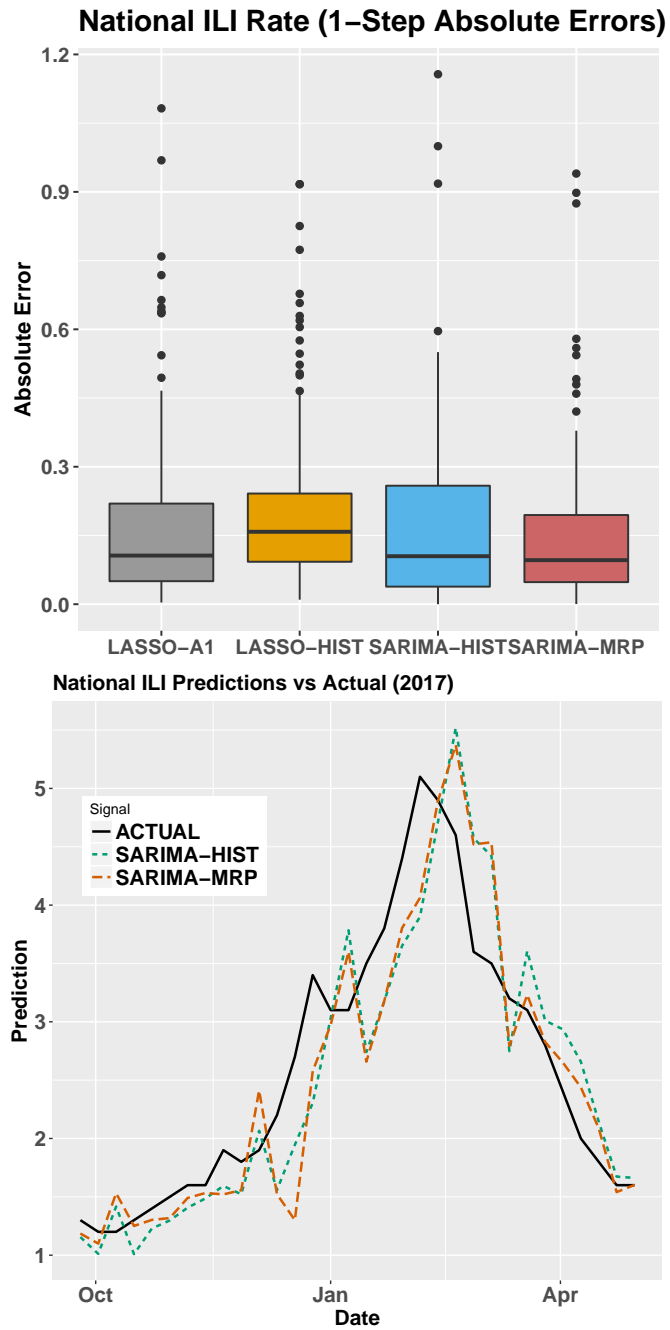 National ILI Rate (1−Step Absolute Errors)
1.2
0.9
0.6
0.3
0.0
Absolute Error
LASSO−A1 LASSO−HIST SARIMA−HIST SARIMA−MRP
National ILI Predictions vs Actual (2017)
5
4
3
2
1
Prediction
Signal
ACTUAL
SARIMA−HIST
SARIMA−MRP
Oct Jan Apr
Date